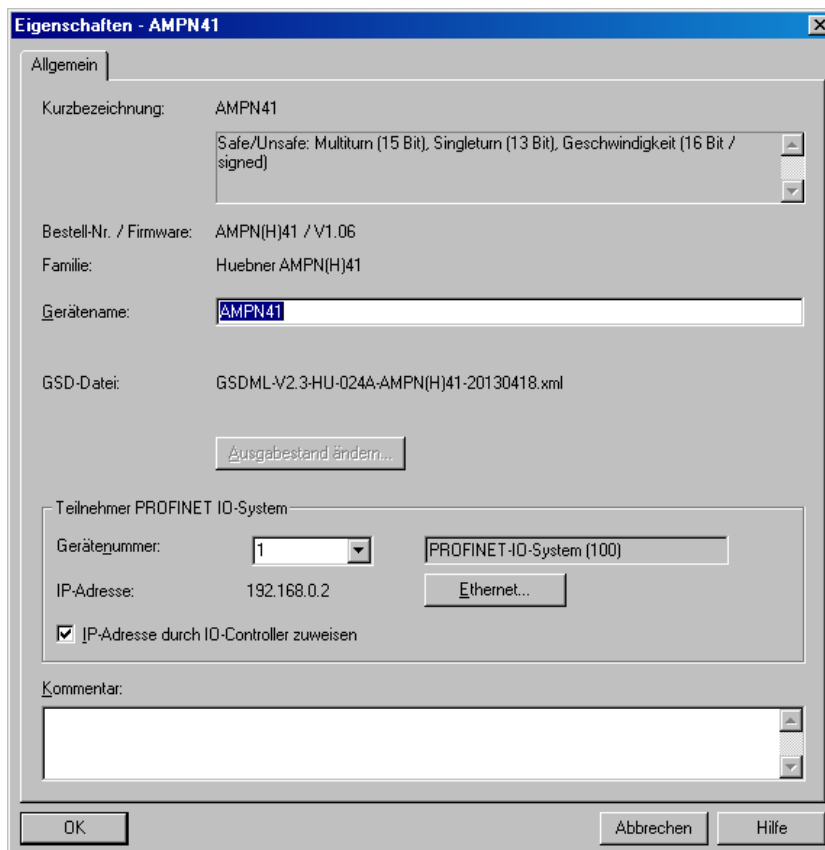 Eigenschaften - AMPN41
Allgemein
Kurzbezeichnung: AMPN41
Safe/Unsafe: Multiturn (15 Bit), Singleturn (13 Bit), Geschwindigkeit (16 Bit /
signed)
Bestell-Nr. / Firmware: AMPN(H)41 / V1.06
Familie: Huebner AMPN(H)41
Gerätename: AMPN41
GSD-Datei: GSDML-V2.3-HU-024A-AMPN(H)41-20130418.xml
Ausgabestand ändern...
Teilnehmer PROFINET IO-System
Gerätenummer: 1 PROFINET-IO-System (100)
IP-Adresse: 192.168.0.2 Ethernet...
IP-Adresse durch IO-Controller zuweisen
Kommentar:
OK Abbrechen Hilfe